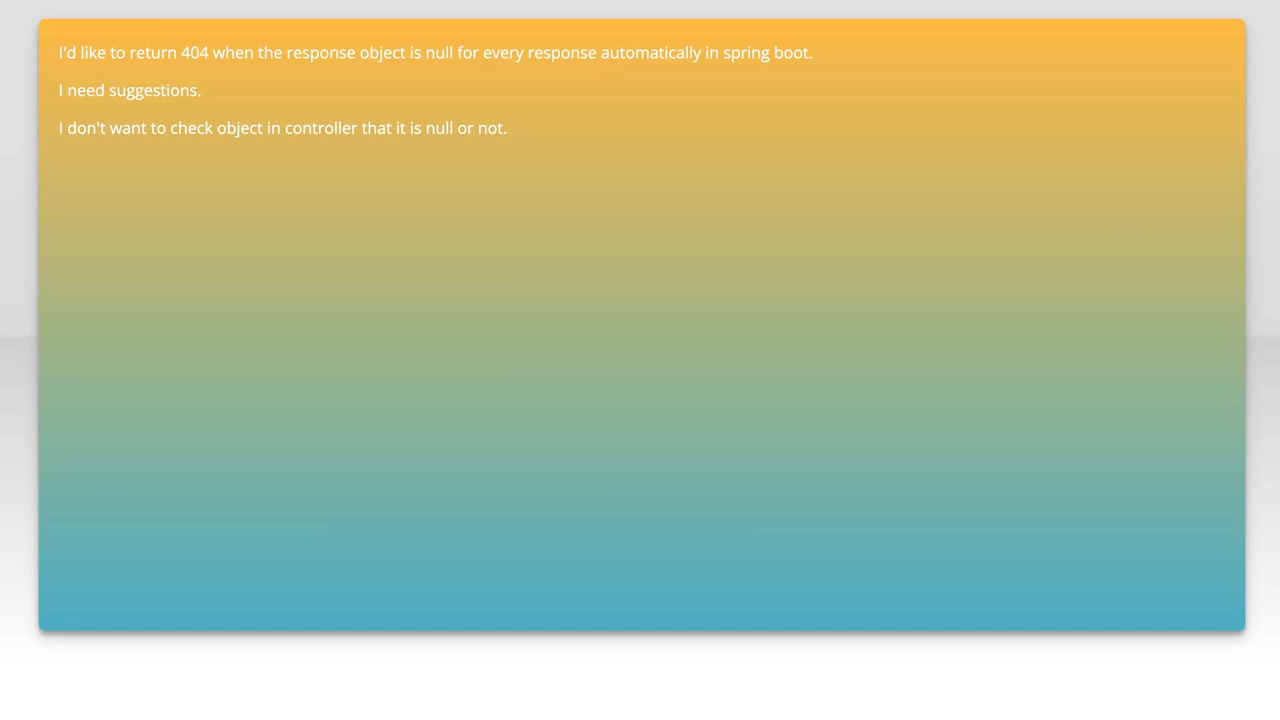 I'd like to return 404 when the response object is null for every response automatically in spring boot.
I need suggestions.
I don't want to check object in controller that it is null or not.